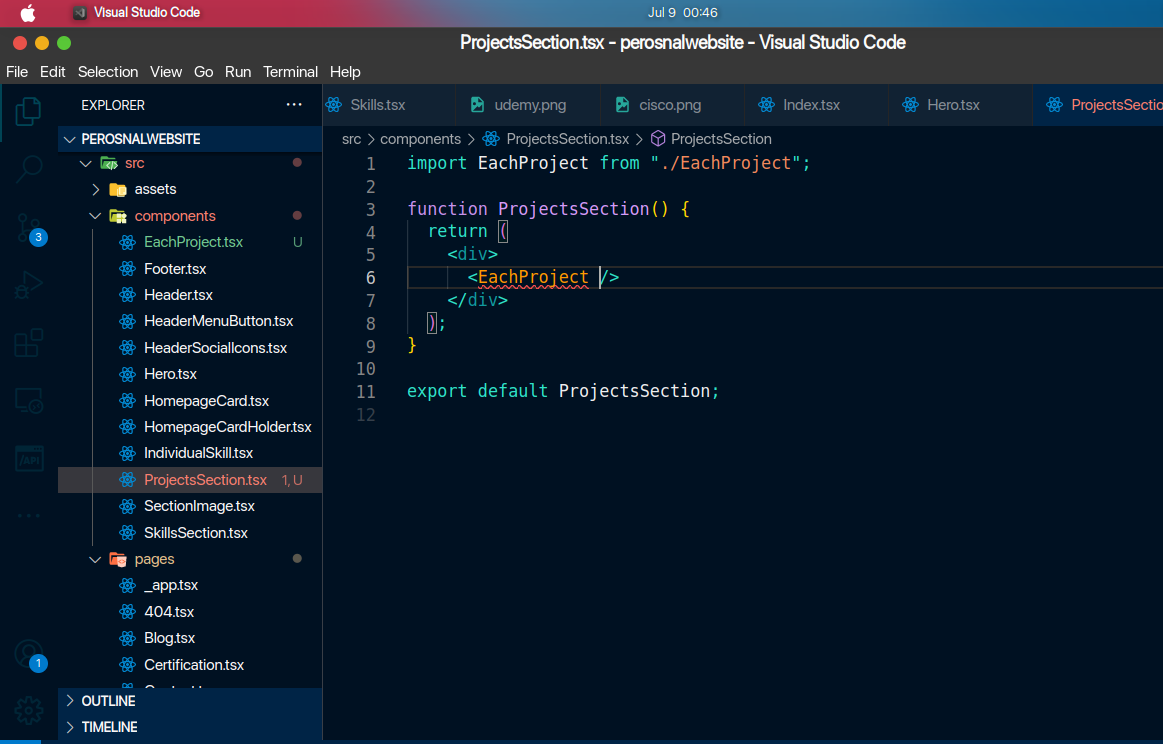 Visual Studio Code
Jul 9 00:46
ProjectsSection.tsx - perosnalwebsite - Visual Studio Code
File Edit Selection View Go Run Terminal Help
EXPLORER ...
PEROSNALWEBSITE
src
assets
components
EachProject.tsx U
Footer.tsx
Header.tsx
HeaderMenuButton.tsx
HeaderSocialIcons.tsx
Hero.tsx
HomepageCard.tsx
HomepageCardHolder.tsx
IndividualSkill.tsx
ProjectsSection.tsx 1, U
SectionImage.tsx
SkillsSection.tsx
pages
_app.tsx
404.tsx
Blog.tsx
Certification.tsx
OUTLINE
TIMELINE
3
/API
1
Skills.tsx udemy.png cisco.png Index.tsx Hero.tsx ProjectsSectio
src > components > ProjectsSection.tsx > ProjectsSection
1 import EachProject from "./EachProject";
2
3 function ProjectsSection() {
4 return (
5 <div>
6 <EachProject />
7 </div>
8 );
9 }
10
11 export default ProjectsSection;
12